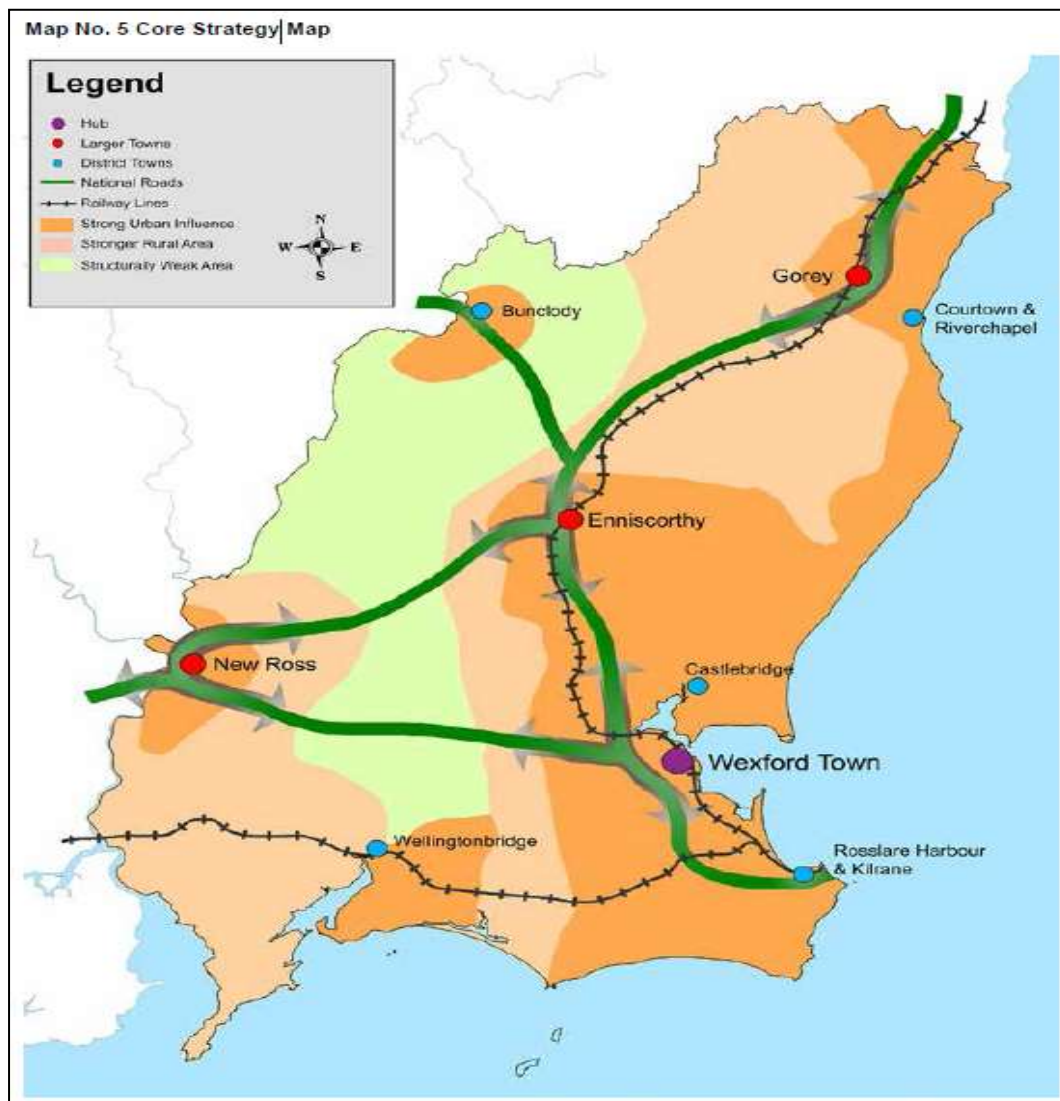 Map No. 5 Core Strategy Map
Legend
Hub
Larger Towns
District Towns
National Roads
Railway Lines
Strong Urban Influence
Stronger Rural Area
Structurally Weak Area
N
W E
S
Gorey
Bunclody
Courtown &
Riverchapel
Enniscorthy
New Ross
Castlebridge
Wexford Town
Wellingtonbridge
Rosslare Harbour
& Kilrane